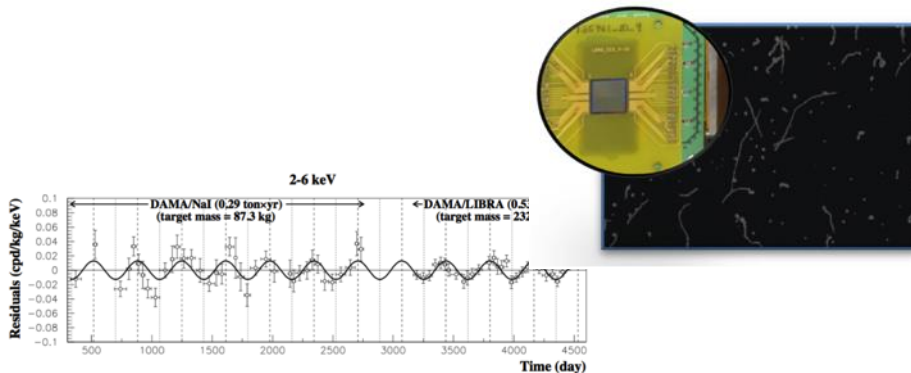 2-6 keV
DAMA/NaI (0.29 ton×yr)
(target mass = 87.3 kg)
DAMA/LIBRA (0.53
(target mass = 232
Residuals (cpd/kg/keV)
0.1
0.08
0.06
0.04
0.02
0
-0.02
-0.04
-0.06
-0.08
-0.1
500 1000 1500 2000 2500 3000 3500 4000 4500
Time (day)